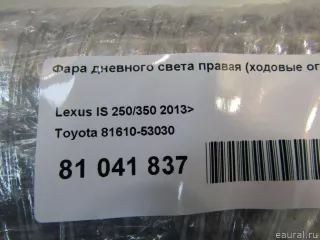 Фара дневного света правая (ходовые ог
Lexus IS 250/350 2013>
Toyota 81610-53030
81 041 837
eaural.ru